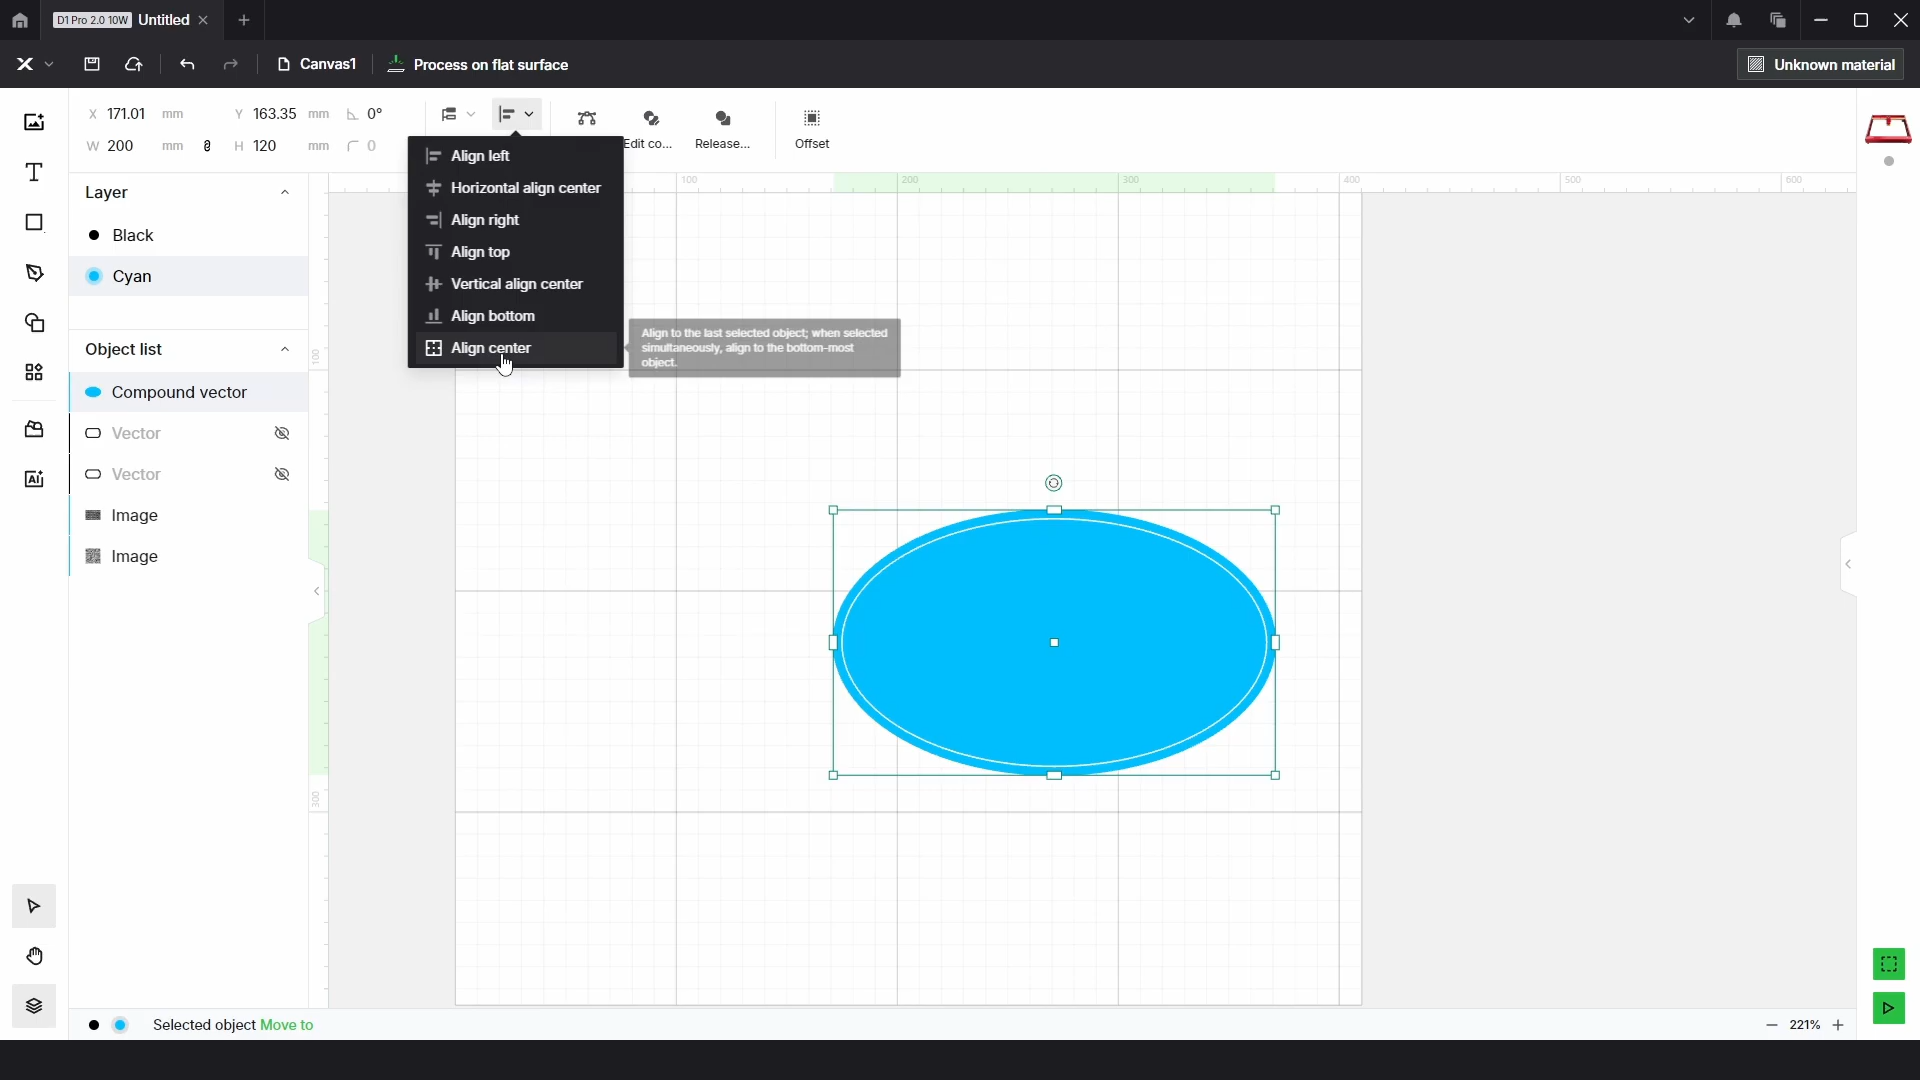 D1 Pro 2.0 10W Untitled
Canvas1 Process on flat surface Unknown material
X 171.01 mm Y 163.35 mm 0°
W 200 mm H 120 mm 0
Edit co... Release... Offset
Align left
Horizontal align center
Align right
Align top
Vertical align center
Align bottom
Align center
Align to the last selected object; when selected
simultaneously, align to the bottom-most
object.
Layer
Black
Cyan
Object list
Compound vector
Vector
Vector
Image
Image
AI
100 200 300 400 500 600
100
300
Selected object Move to
221%